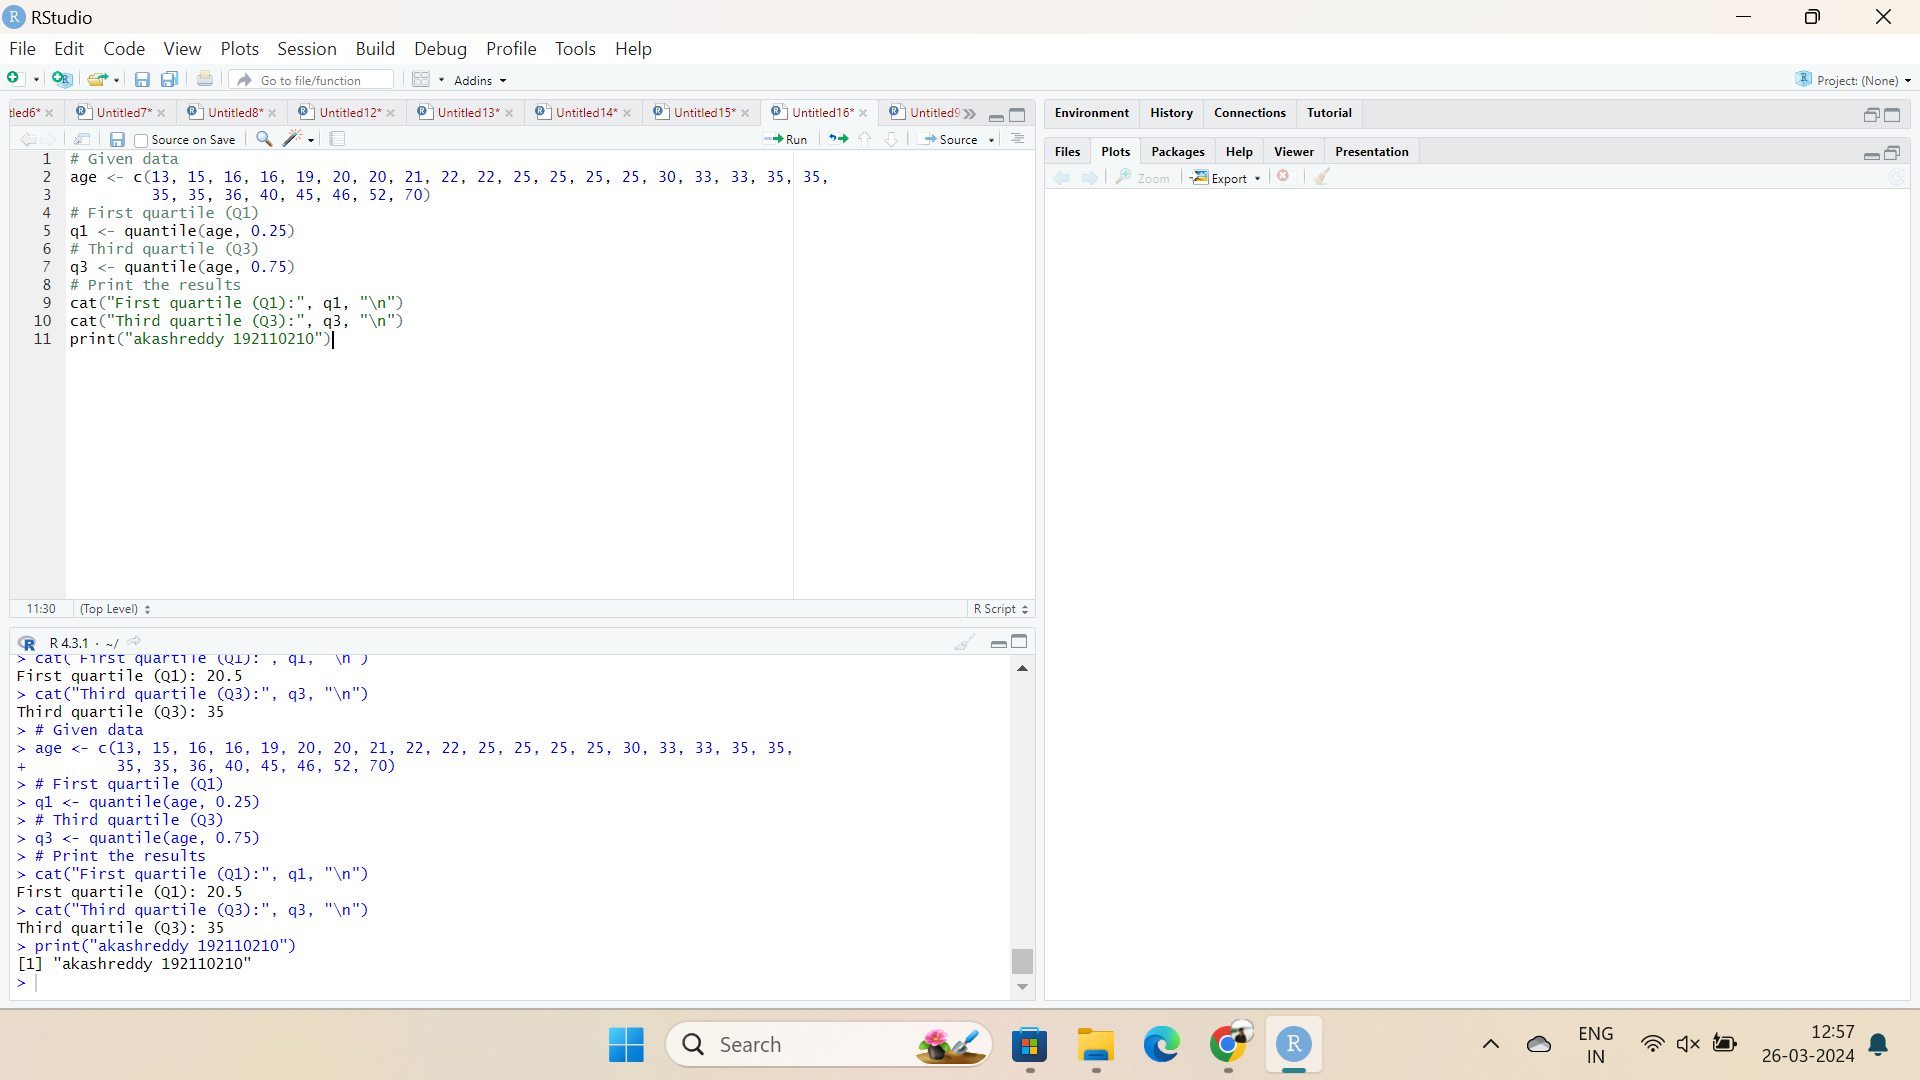 RStudio
File Edit Code View Plots Session Build Debug Profile Tools Help
Go to file/function Addins Project: (None)
tled6* Untitled7* Untitled8* Untitled12* Untitled13* Untitled14* Untitled15* Untitled16* Untitled9
Source on Save Run Source
1 # Given data
2 age <- c(13, 15, 16, 16, 19, 20, 20, 21, 22, 22, 25, 25, 25, 25, 30, 33, 33, 35, 35,
3 35, 35, 36, 40, 45, 46, 52, 70)
4 # First quartile (Q1)
5 q1 <- quantile(age, 0.25)
6 # Third quartile (Q3)
7 q3 <- quantile(age, 0.75)
8 # Print the results
9 cat("First quartile (Q1):", q1, "\n")
10 cat("Third quartile (Q3):", q3, "\n")
11 print("akashreddy 192110210")
11:30 (Top Level) R Script
R 4.3.1 · ~/
> cat("First quartile (Q1):", q1, "\n")
First quartile (Q1): 20.5
> cat("Third quartile (Q3):", q3, "\n")
Third quartile (Q3): 35
> # Given data
> age <- c(13, 15, 16, 16, 19, 20, 20, 21, 22, 22, 25, 25, 25, 25, 30, 33, 33, 35, 35,
+ 35, 35, 36, 40, 45, 46, 52, 70)
> # First quartile (Q1)
> q1 <- quantile(age, 0.25)
> # Third quartile (Q3)
> q3 <- quantile(age, 0.75)
> # Print the results
> cat("First quartile (Q1):", q1, "\n")
First quartile (Q1): 20.5
> cat("Third quartile (Q3):", q3, "\n")
Third quartile (Q3): 35
> print("akashreddy 192110210")
[1] "akashreddy 192110210"
>
Environment History Connections Tutorial
Files Plots Packages Help Viewer Presentation
Zoom Export
Search
ENG
IN
12:57
26-03-2024